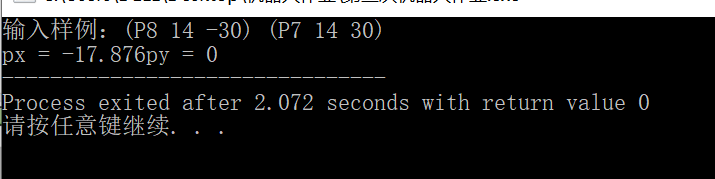 输入样例: (P8 14 -30) (P7 14 30)
px = -17.876py = 0
--------------------------------
Process exited after 2.072 seconds with return value 0
请按任意键继续. . .